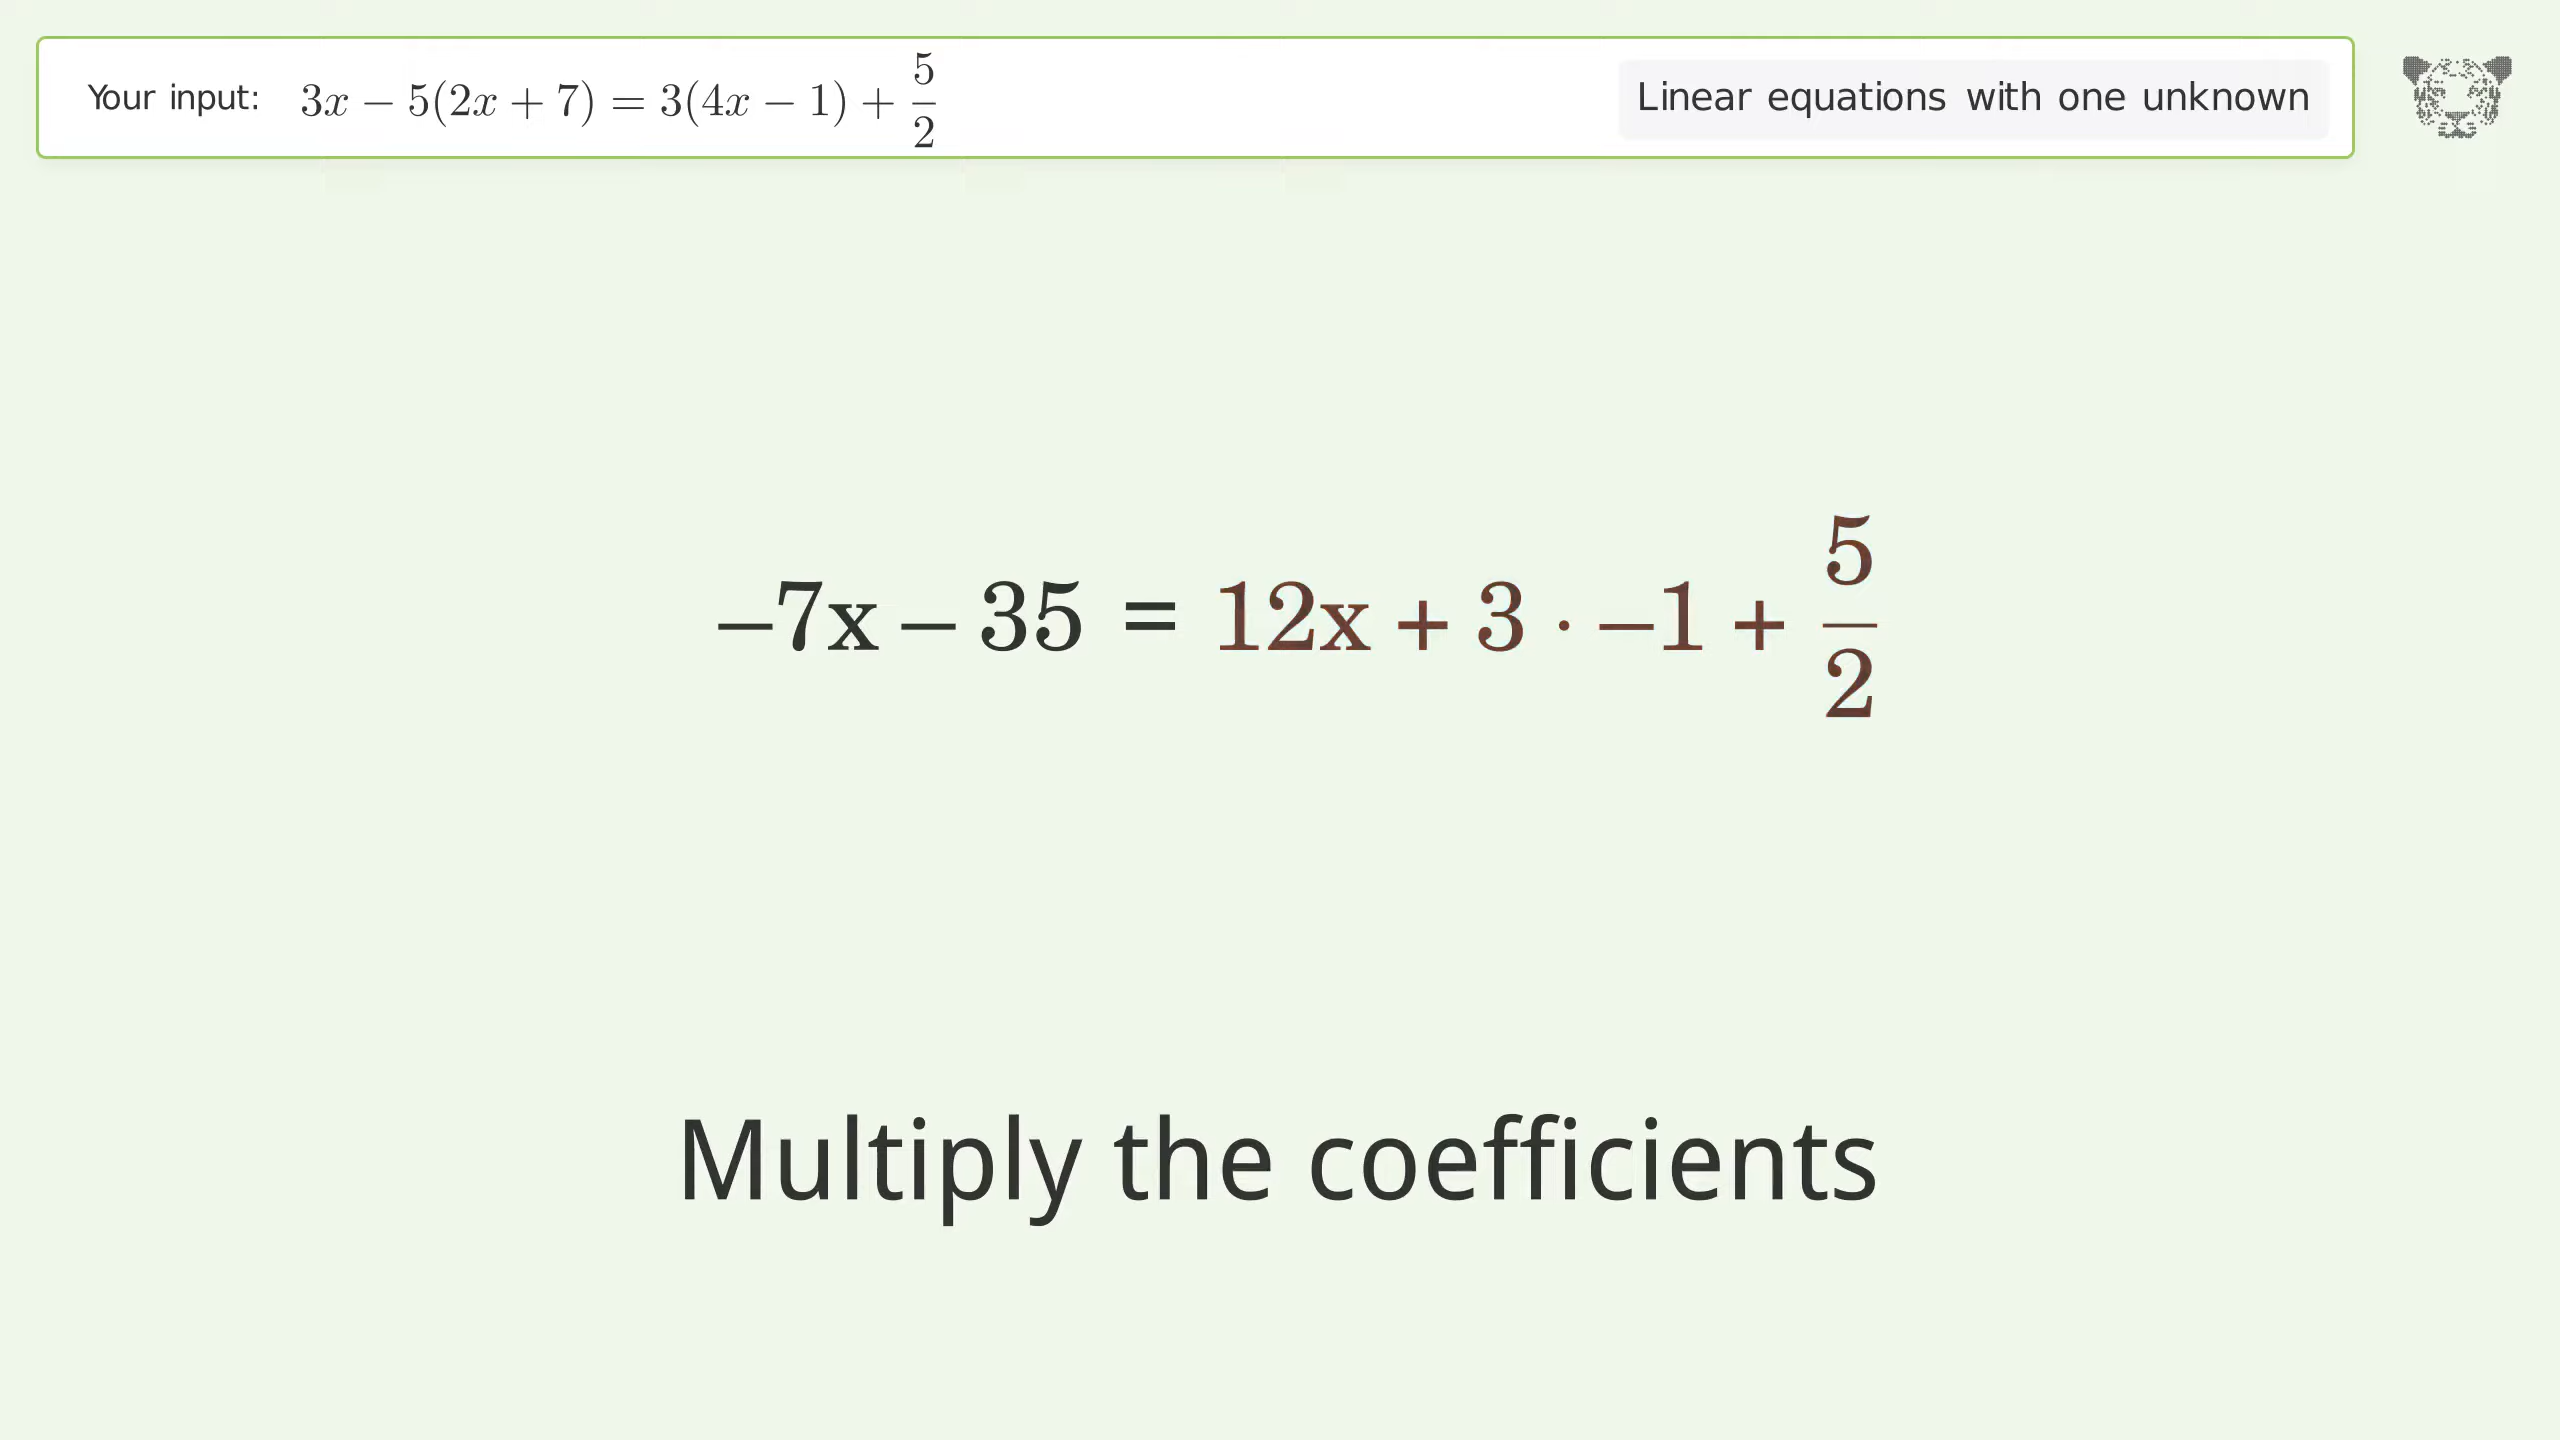 Your input: 3x − 5(2x + 7) = 3(4x − 1) + 5/2
Linear equations with one unknown
−7x − 35 = 12x + 3 · −1 + 5/2
Multiply the coefficients